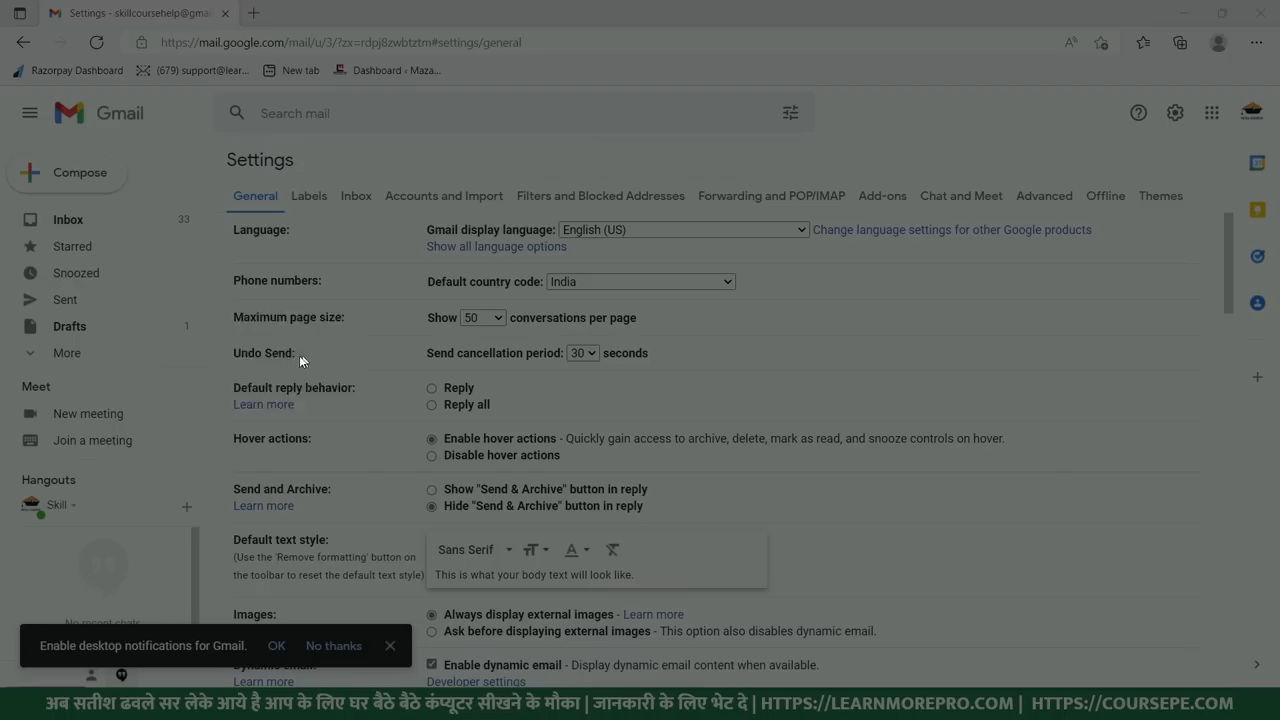 Settings - skillcoursehelp@gmai
https://mail.google.com/mail/u/3/?zx=rdpj8zwbtztm#settings/general
Razorpay Dashboard
(679) support@lear...
New tab
Dashboard ‹ Maza...
Gmail
Search mail
Compose
Inbox 33
Starred
Snoozed
Sent
Drafts 1
More
Meet
New meeting
Join a meeting
Hangouts
Skill
No recent chats
Settings
General Labels Inbox Accounts and Import Filters and Blocked Addresses Forwarding and POP/IMAP Add-ons Chat and Meet Advanced Offline Themes
Language: Gmail display language: English (US) Change language settings for other Google products
Show all language options
Phone numbers: Default country code: India
Maximum page size: Show 50 conversations per page
Undo Send: Send cancellation period: 30 seconds
Default reply behavior: Reply
Learn more Reply all
Hover actions: Enable hover actions - Quickly gain access to archive, delete, mark as read, and snooze controls on hover.
Disable hover actions
Send and Archive: Show "Send & Archive" button in reply
Learn more Hide "Send & Archive" button in reply
Default text style: Sans Serif
(Use the 'Remove formatting' button on
the toolbar to reset the default text style) This is what your body text will look like.
Images: Always display external images - Learn more
Ask before displaying external images - This option also disables dynamic email.
Enable desktop notifications for Gmail. OK No thanks
Dynamic email: Enable dynamic email - Display dynamic email content when available.
Learn more Developer settings
अब सतीश ढवले सर लेके आये है आप के लिए घर बैठे बैठे कंप्यूटर सीखने के मौका | जानकारी के लिए भेट दे | HTTPS://LEARNMOREPRO.COM | HTTPS://COURSEPE.COM